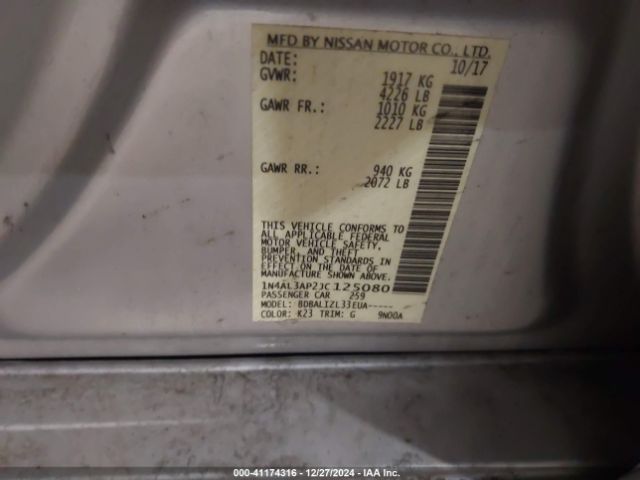 MFD BY NISSAN MOTOR CO., LTD.
DATE: 10/17
GVWR: 1917 KG
4226 LB
GAWR FR.: 1010 KG
2227 LB
GAWR RR.: 940 KG
2072 LB
THIS VEHICLE CONFORMS TO
ALL APPLICABLE FEDERAL
MOTOR VEHICLE SAFETY,
BUMPER, AND THEFT
PREVENTION STANDARDS IN
EFFECT ON THE DATE OF
MANUFACTURE SHOWN ABOVE.
1N4AL3AP2JC125080
PASSENGER CAR 259
MODEL: BDBALIZL33EUA-----
COLOR: K23 TRIM: G 9N00A
000-41174316 - 12/27/2024 - IAA Inc.